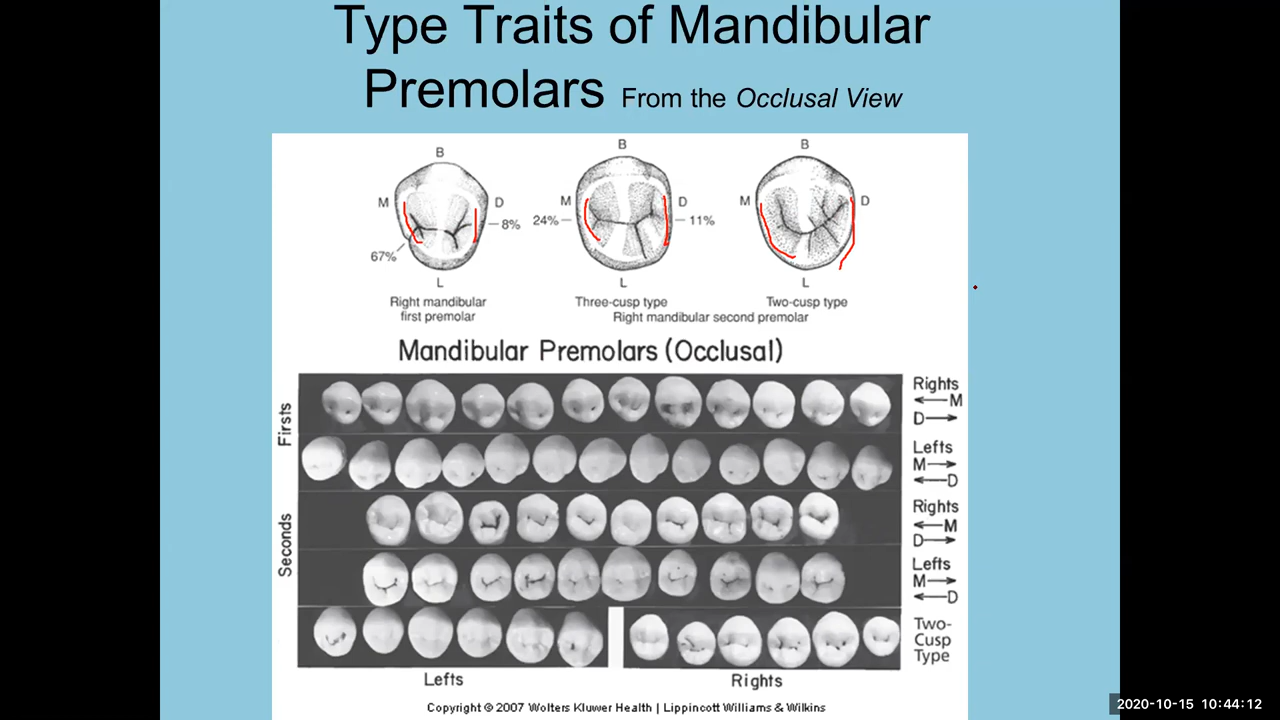 Type Traits of Mandibular
Premolars From the Occlusal View
B
B
B
M
D
M
D
M
D
8%
24%
11%
67%
L
L
L
Right mandibular
first premolar
Three-cusp type
Two-cusp type
Right mandibular second premolar
Mandibular Premolars (Occlusal)
Firsts
Rights
←M
D→
Lefts
M→
←D
Seconds
Rights
←M
D→
Lefts
M→
←D
Two-
Cusp
Type
Lefts
Rights
Copyright © 2007 Wolters Kluwer Health | Lippincott Williams & Wilkins
2020-10-15 10:44:12